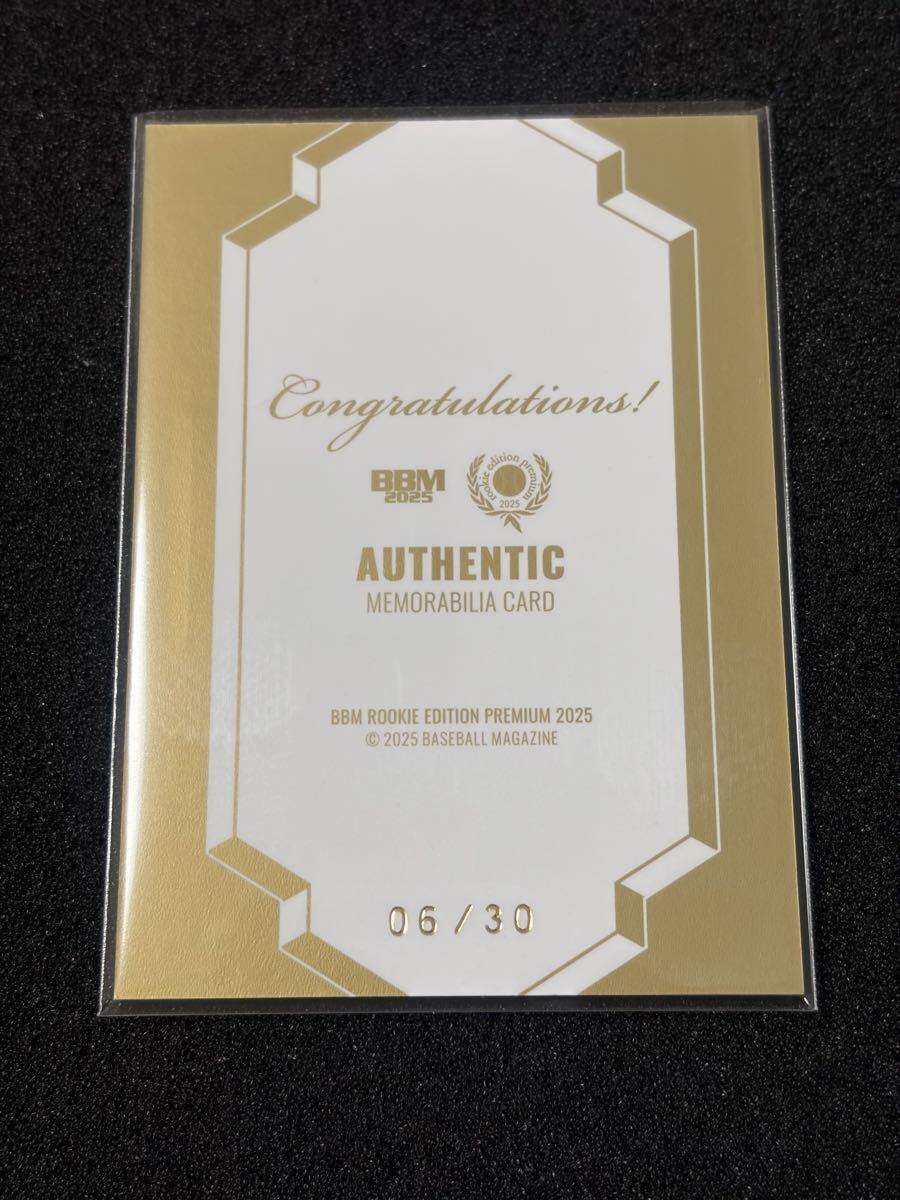 Congratulations!
BBM
2025
rookie edition premium
2025
AUTHENTIC
MEMORABILIA CARD
BBM ROOKIE EDITION PREMIUM 2025
© 2025 BASEBALL MAGAZINE
06/30